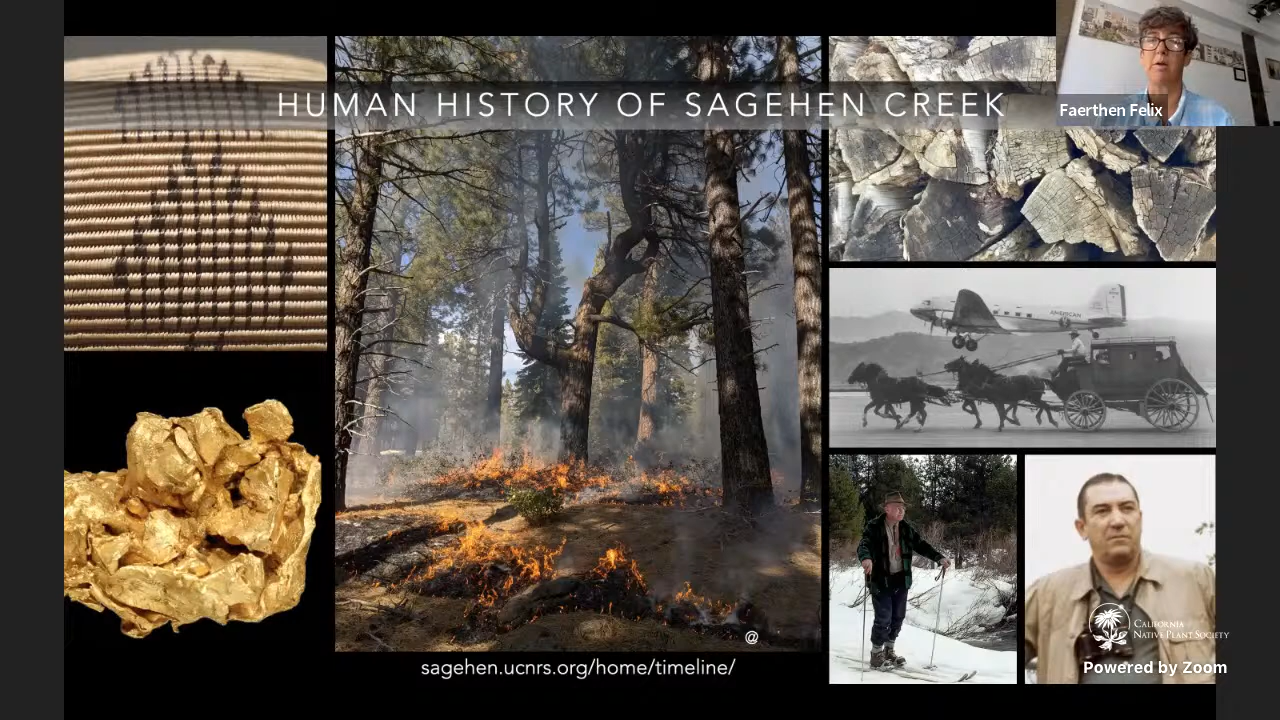 HUMAN HISTORY OF SAGEHEN CREEK
Faerthen Felix
AMERICAN
@
CALIFORNIA
NATIVE PLANT SOCIETY
sagehen.ucnrs.org/home/timeline/
Powered by Zoom